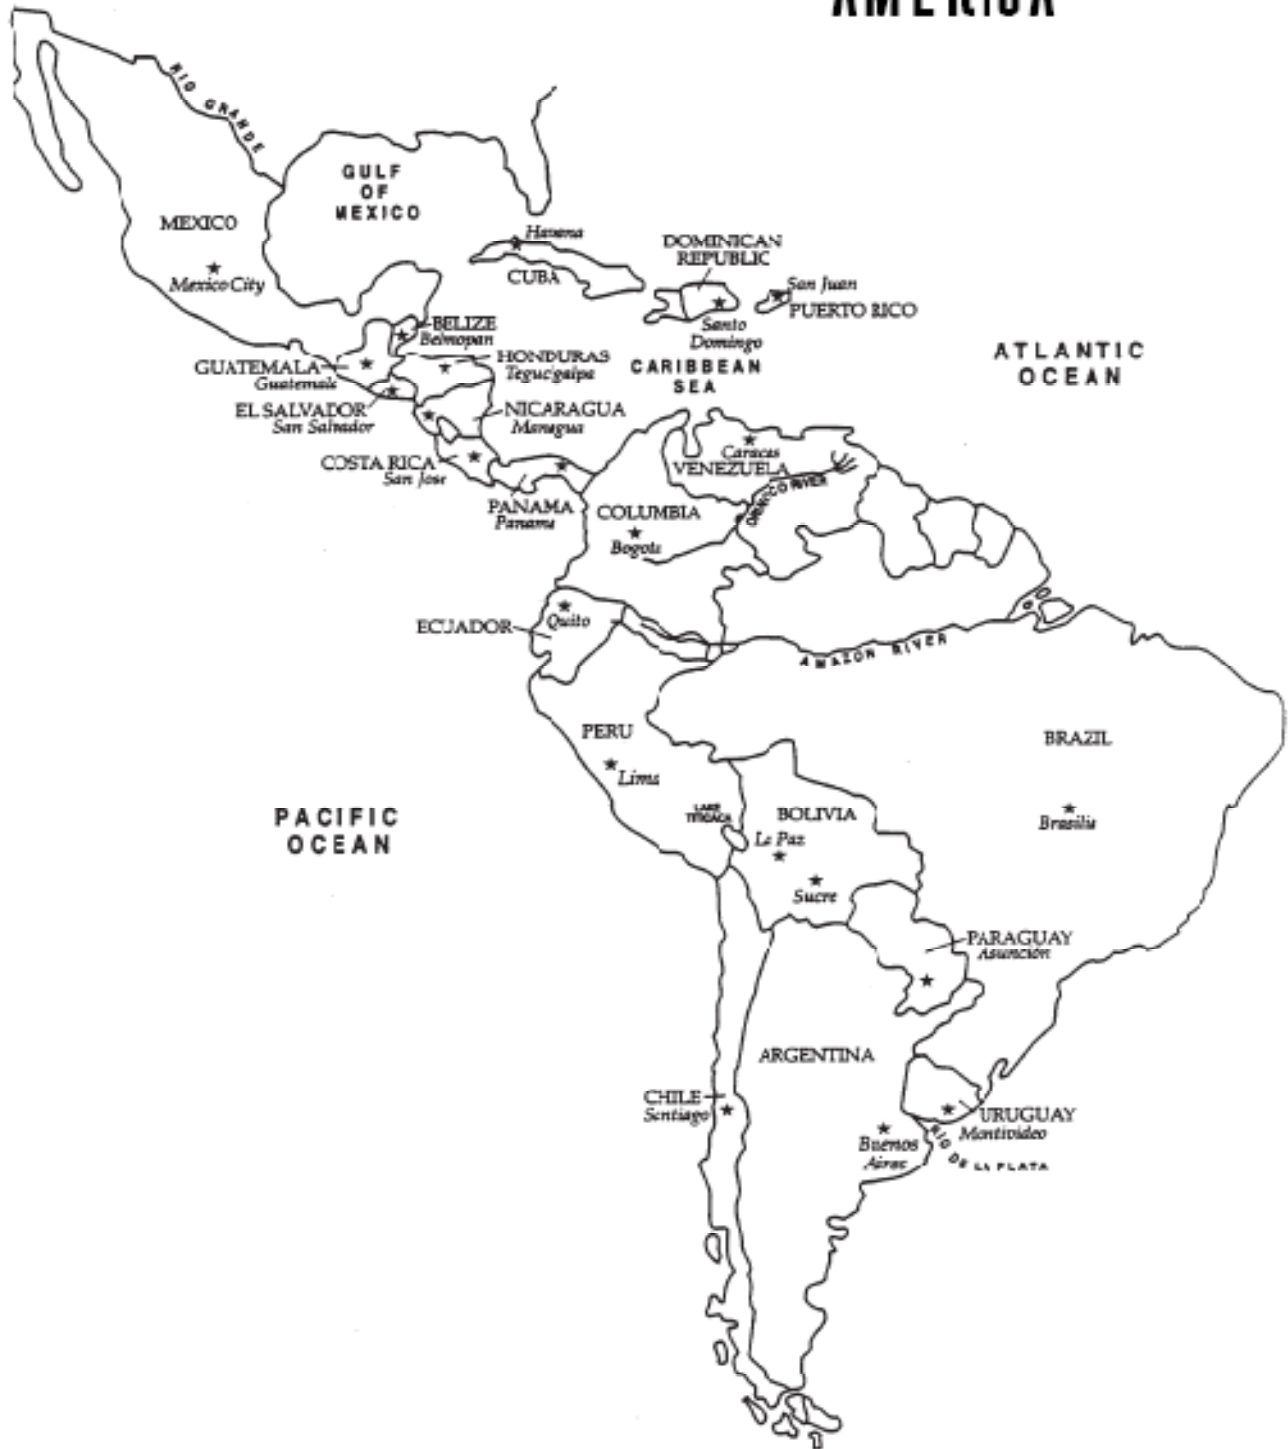 AMERICA
RIO GRANDE
GULF
OF
MEXICO
MEXICO
Mexico City
Havana
CUBA
DOMINICAN
REPUBLIC
Santo
Domingo
San Juan
PUERTO RICO
BELIZE
Belmopan
GUATEMALA
Guatemala
HONDURAS
Tegucigalpa
CARIBBEAN
SEA
ATLANTIC
OCEAN
EL SALVADOR
San Salvador
NICARAGUA
Managua
COSTA RICA
San Jose
PANAMA
Panama
Caracas
VENEZUELA
ORINICO RIVER
COLUMBIA
Bogota
ECUADOR
Quito
AMAZON RIVER
PERU
Lima
BRAZIL
Brasilia
PACIFIC
OCEAN
LAKE
TITICACA
BOLIVIA
La Paz
Sucre
PARAGUAY
Asunción
ARGENTINA
CHILE
Santiago
URUGUAY
Montivideo
Buenos
Aires
RIO DE LA PLATA